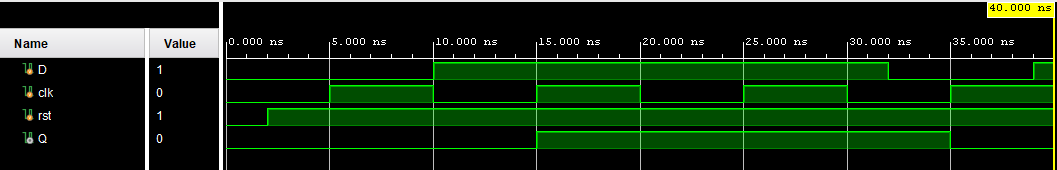 40.000 ns
Name Value
0.000 ns 5.000 ns 10.000 ns 15.000 ns 20.000 ns 25.000 ns 30.000 ns 35.000 ns
D 1
clk 0
rst 1
Q 0